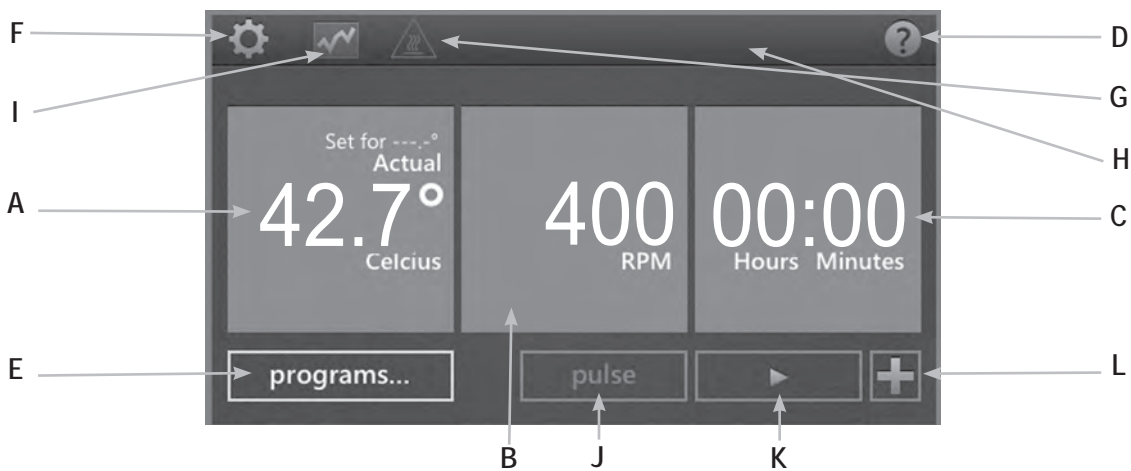 F
D
I
G
H
?
Set for ---.-°
Actual
A
42.7°
Celcius
400
RPM
00:00
Hours Minutes
C
E
programs...
pulse
L
B
J
K